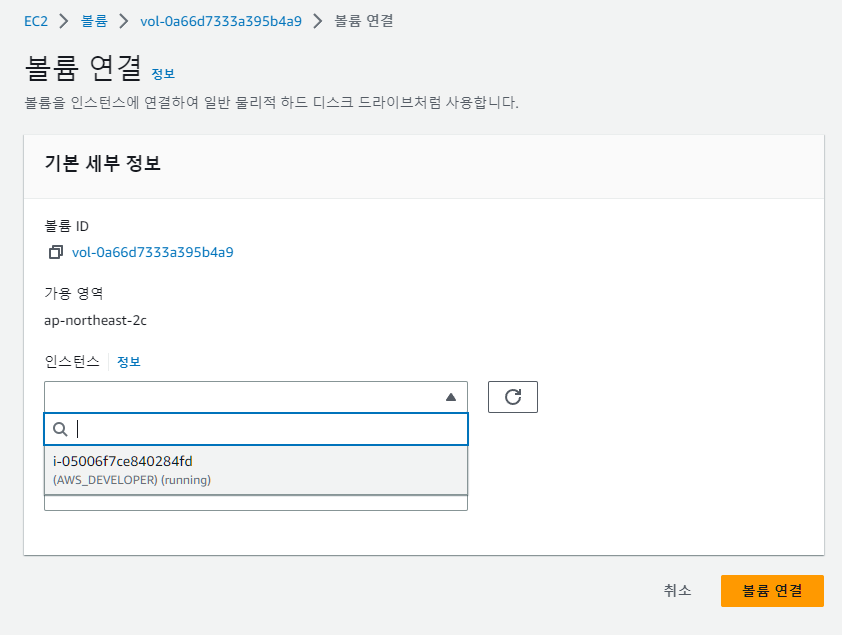 EC2 > 볼륨 > vol-0a66d7333a395b4a9 > 볼륨 연결
볼륨 연결 정보
볼륨을 인스턴스에 연결하여 일반 물리적 하드 디스크 드라이브처럼 사용합니다.
기본 세부 정보
볼륨 ID
vol-0a66d7333a395b4a9
가용 영역
ap-northeast-2c
인스턴스 정보
i-05006f7ce840284fd
(AWS_DEVELOPER) (running)
취소 볼륨 연결